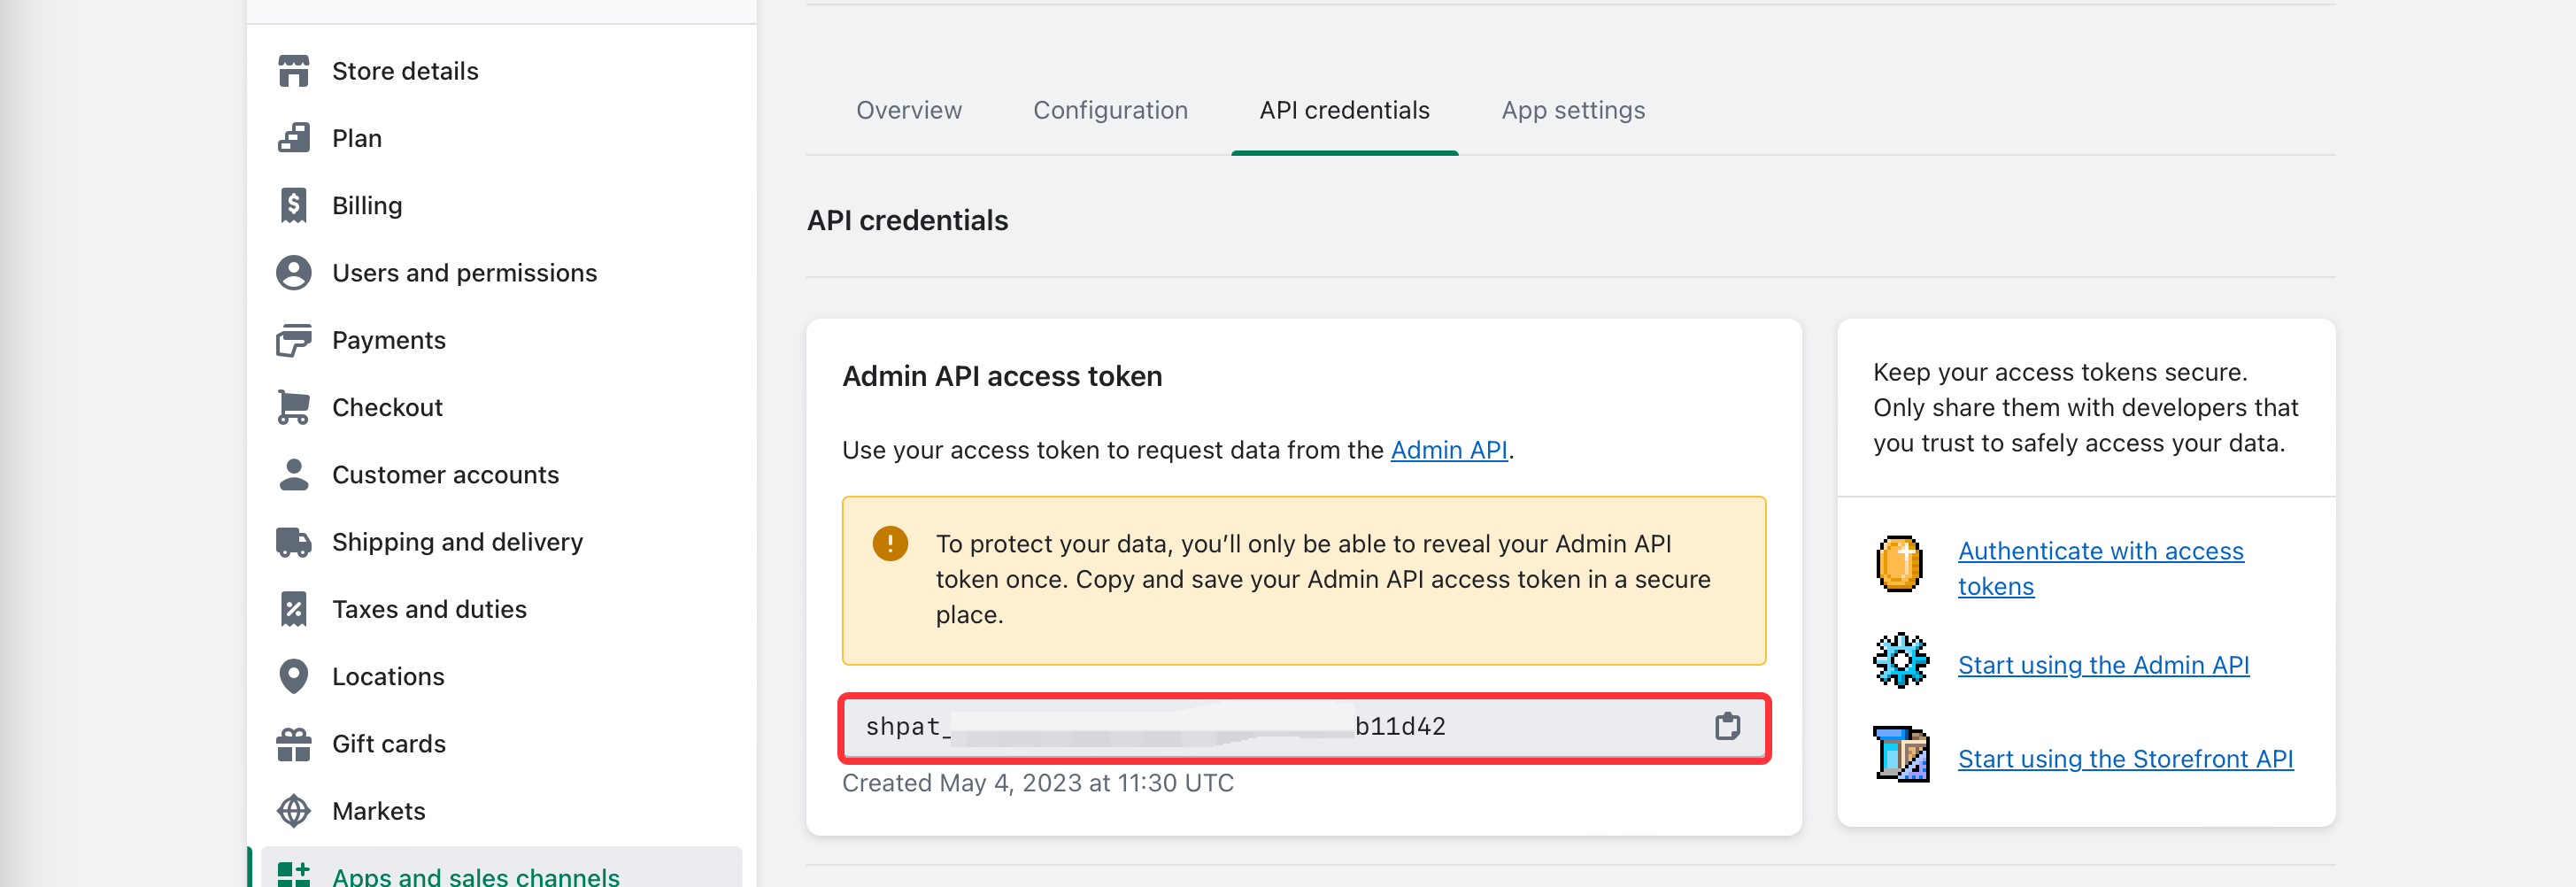 Store details
Plan
Billing
Users and permissions
Payments
Checkout
Customer accounts
Shipping and delivery
Taxes and duties
Locations
Gift cards
Markets
Apps and sales channels
Overview
Configuration
API credentials
App settings
API credentials
Admin API access token
Use your access token to request data from the Admin API.
To protect your data, you’ll only be able to reveal your Admin API
token once. Copy and save your Admin API access token in a secure
place.
shpat_ b11d42
Created May 4, 2023 at 11:30 UTC
Keep your access tokens secure.
Only share them with developers that
you trust to safely access your data.
Authenticate with access
tokens
Start using the Admin API
Start using the Storefront API